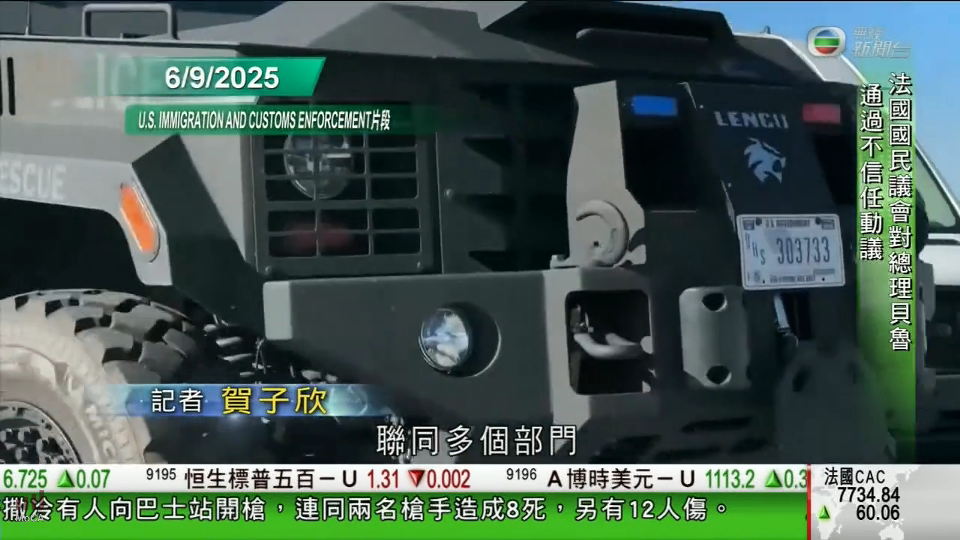 無綫
新聞台
6/9/2025
U.S. IMMIGRATION AND CUSTOMS ENFORCEMENT片段
法國國民議會對總理貝魯
通過不信任動議
ICE
RESCUE
LENCO
U.S. GOVERNMENT
DHS 303733
記者 賀子欣
聯同多個部門
6.725 ▲0.07 9195 恒生標普五百－U 1.31 ▼0.002 9196 A博時美元－U 1113.2 ▲0.3
法國CAC
7734.84
▲ 60.06
有人向巴士站開槍，連同兩名槍手造成8死，另有12人傷。